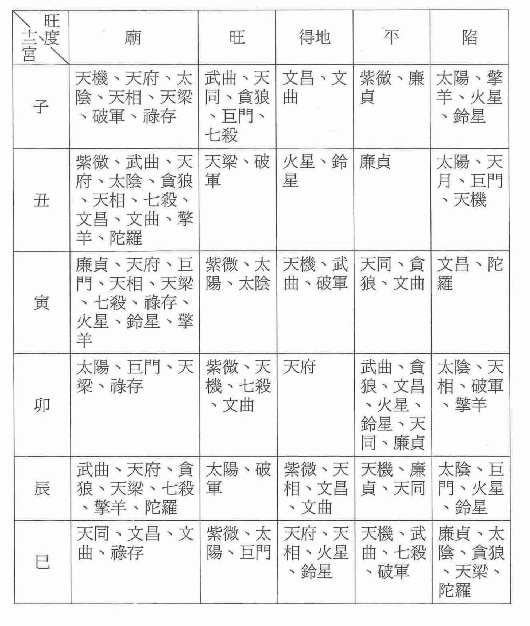 旺度
十二宮
廟
旺
得地
平
陷
子
天機、天府、太
陰、天相、天梁
、破軍、祿存
武曲、天
同、貪狼
、巨門、
七殺
文昌、文
曲
紫微、廉
貞
太陽、擎
羊、火星
、鈴星
丑
紫微、武曲、天
府、太陰、貪狼
、天相、七殺、
文昌、文曲、擎
羊、陀羅
天梁、破
軍
火星、鈴
星
廉貞
太陽、天
月、巨門
、天機
寅
廉貞、天府、巨
門、天相、天梁
、七殺、祿存、
火星、鈴星、擎
羊
紫微、太
陽、太陰
天機、武
曲、破軍
天同、貪
狼、文曲
文昌、陀
羅
卯
太陽、巨門、天
梁、祿存
紫微、天
機、七殺
、文曲
天府
武曲、貪
狼、文昌
、火星、
鈴星、天
同、廉貞
太陰、天
相、破軍
、擎羊
辰
武曲、天府、貪
狼、天梁、七殺
、擎羊、陀羅
太陽、破
軍
紫微、天
相、文昌
、文曲
天機、廉
貞、天同
太陰、巨
門、火星
、鈴星
巳
天同、文昌、文
曲、祿存
紫微、太
陽、巨門
天府、天
相、火星
、鈴星
天機、武
曲、七殺
、破軍
廉貞、太
陰、貪狼
、天梁、
陀羅